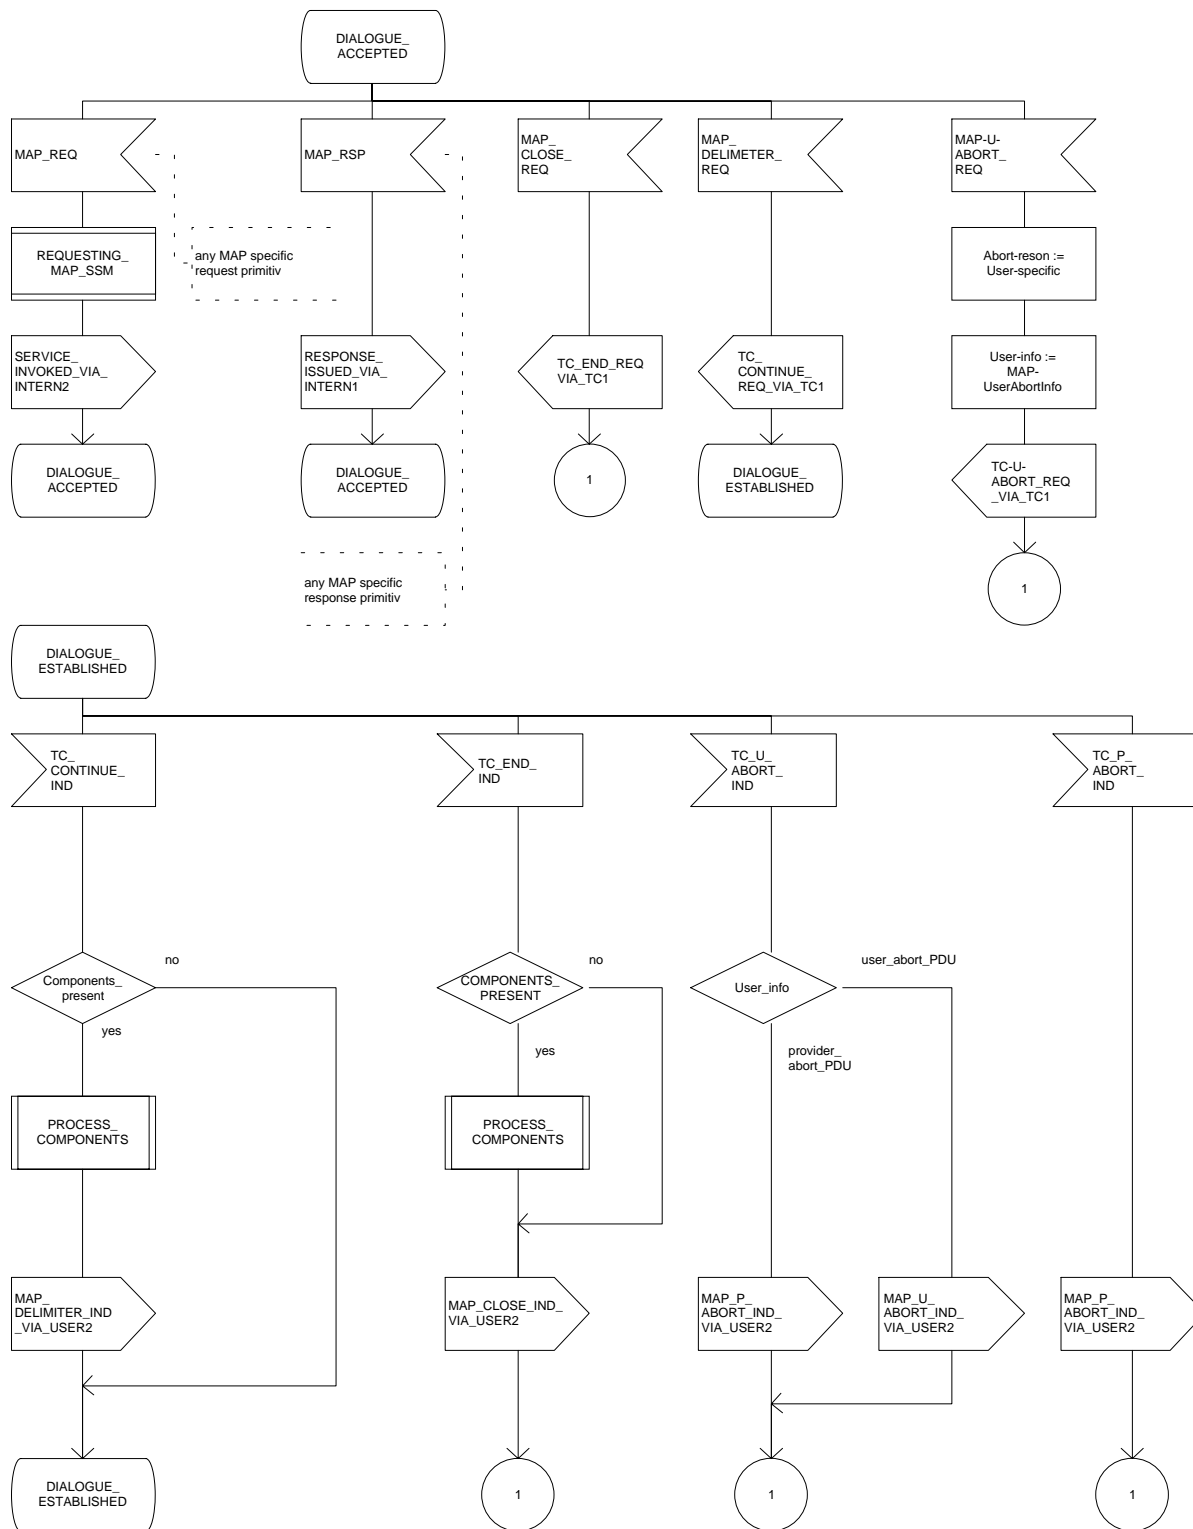 DIALOGUE_
ACCEPTED
MAP_REQ
MAP_RSP
MAP_
CLOSE_
REQ
MAP_
DELIMETER_
REQ
MAP-U-
ABORT_
REQ
REQUESTING_
MAP_SSM
any MAP specific
request primitiv
Abort-reson :=
User-specific
SERVICE_
INVOKED_VIA_
INTERN2
RESPONSE_
ISSUED_VIA_
INTERN1
TC_END_REQ
VIA_TC1
TC_
CONTINUE_
REQ_VIA_TC1
User-info :=
MAP-
UserAbortInfo
DIALOGUE_
ACCEPTED
DIALOGUE_
ACCEPTED
1
DIALOGUE_
ESTABLISHED
TC-U-
ABORT_REQ
_VIA_TC1
any MAP specific
response primitiv
1
DIALOGUE_
ESTABLISHED
TC_
CONTINUE_
IND
TC_END_
IND
TC_U_
ABORT_
IND
TC_P_
ABORT_
IND
Components_
present
no
yes
COMPONENTS_
PRESENT
no
yes
User_info
user_abort_PDU
provider_
abort_PDU
PROCESS_
COMPONENTS
PROCESS_
COMPONENTS
MAP_
DELIMITER_IND
_VIA_USER2
MAP_CLOSE_IND_
VIA_USER2
MAP_P_
ABORT_IND_
VIA_USER2
MAP_U_
ABORT_IND_
VIA_USER2
MAP_P_
ABORT_IND_
VIA_USER2
DIALOGUE_
ESTABLISHED
1
1
1